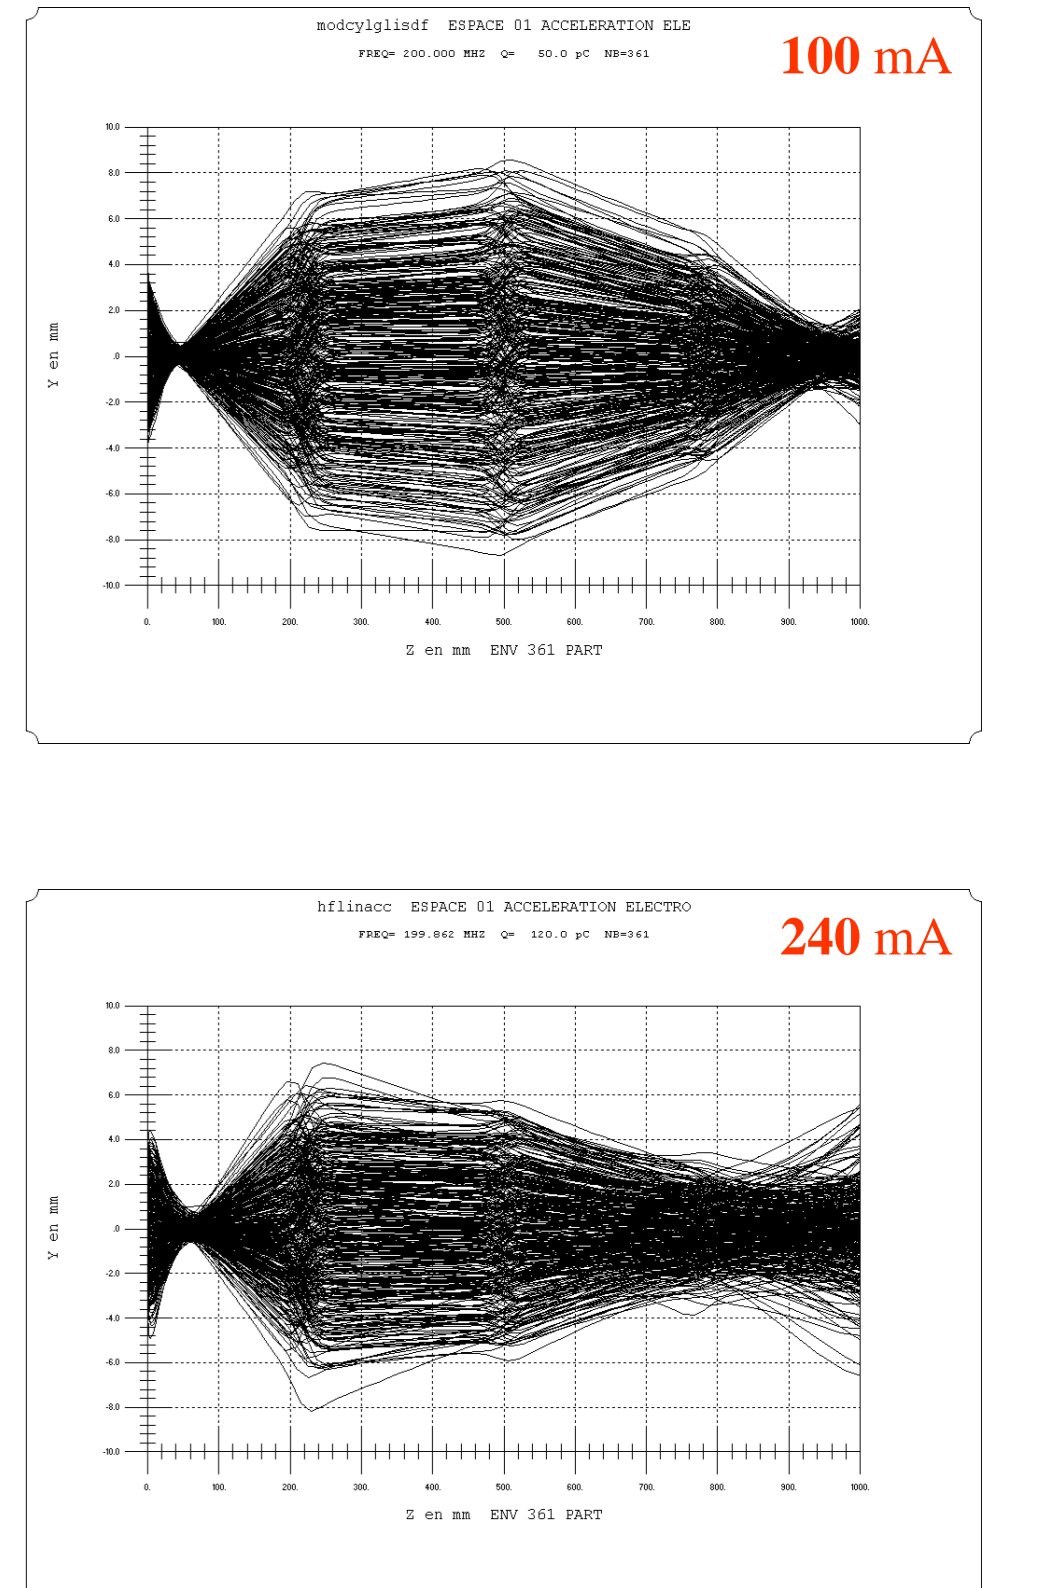 modcylglisdf ESPACE 01 ACCELERATION ELE
FREQ= 200.000 MHZ Q= 50.0 pC NB=361
100 mA
10.0
8.0
6.0
4.0
2.0
.0
-2.0
-4.0
-6.0
-8.0
-10.0
Y en mm
0. 100. 200. 300. 400. 500. 600. 700. 800. 900. 1000.
Z en mm ENV 361 PART
hflinacc ESPACE 01 ACCELERATION ELECTRO
FREQ= 199.862 MHZ Q= 120.0 pC NB=361
240 mA
10.0
8.0
6.0
4.0
2.0
.0
-2.0
-4.0
-6.0
-8.0
-10.0
Y en mm
0. 100. 200. 300. 400. 500. 600. 700. 800. 900. 1000.
Z en mm ENV 361 PART